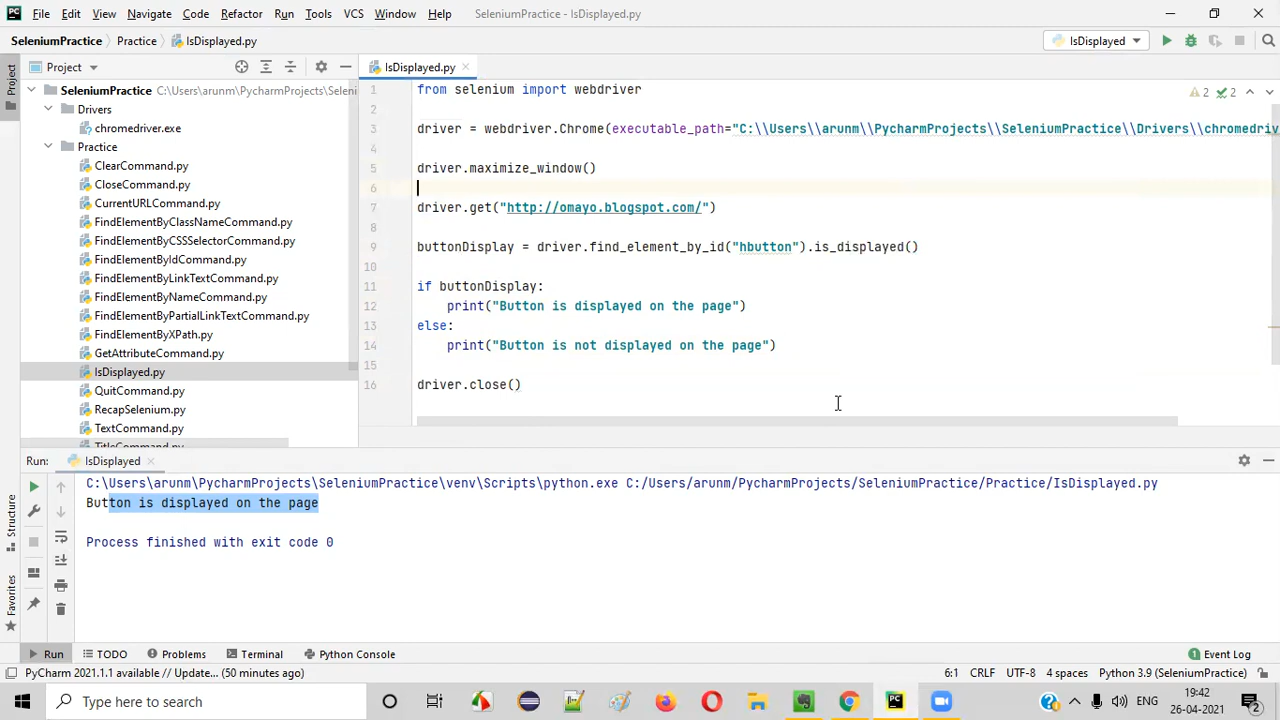 PC File Edit View Navigate Code Refactor Run Tools VCS Window Help SeleniumPractice - IsDisplayed.py
SeleniumPractice Practice IsDisplayed.py IsDisplayed
Project
Project
IsDisplayed.py
SeleniumPractice C:\Users\arunm\PycharmProjects\Seleni
Drivers
chromedriver.exe
Practice
ClearCommand.py
CloseCommand.py
CurrentURLCommand.py
FindElementByClassNameCommand.py
FindElementByCSSSelectorCommand.py
FindElementByIdCommand.py
FindElementByLinkTextCommand.py
FindElementByNameCommand.py
FindElementByPartialLinkTextCommand.py
FindElementByXPath.py
GetAttributeCommand.py
IsDisplayed.py
QuitCommand.py
RecapSelenium.py
TextCommand.py
TitleCommand.py
1 from selenium import webdriver
2
3 driver = webdriver.Chrome(executable_path="C:\\Users\\arunm\\PycharmProjects\\SeleniumPractice\\Drivers\\chromedriv
4
5 driver.maximize_window()
6
7 driver.get("http://omayo.blogspot.com/")
8
9 buttonDisplay = driver.find_element_by_id("hbutton").is_displayed()
10
11 if buttonDisplay:
12 print("Button is displayed on the page")
13 else:
14 print("Button is not displayed on the page")
15
16 driver.close()
2 2
Run: IsDisplayed
C:\Users\arunm\PycharmProjects\SeleniumPractice\venv\Scripts\python.exe C:/Users/arunm/PycharmProjects/SeleniumPractice/Practice/IsDisplayed.py
Button is displayed on the page
Process finished with exit code 0
Structure
Favorites
Run TODO Problems Terminal Python Console Event Log
PyCharm 2021.1.1 available // Update... (50 minutes ago) 6:1 CRLF UTF-8 4 spaces Python 3.9 (SeleniumPractice)
Type here to search
PC
ENG
19:42
26-04-2021
2